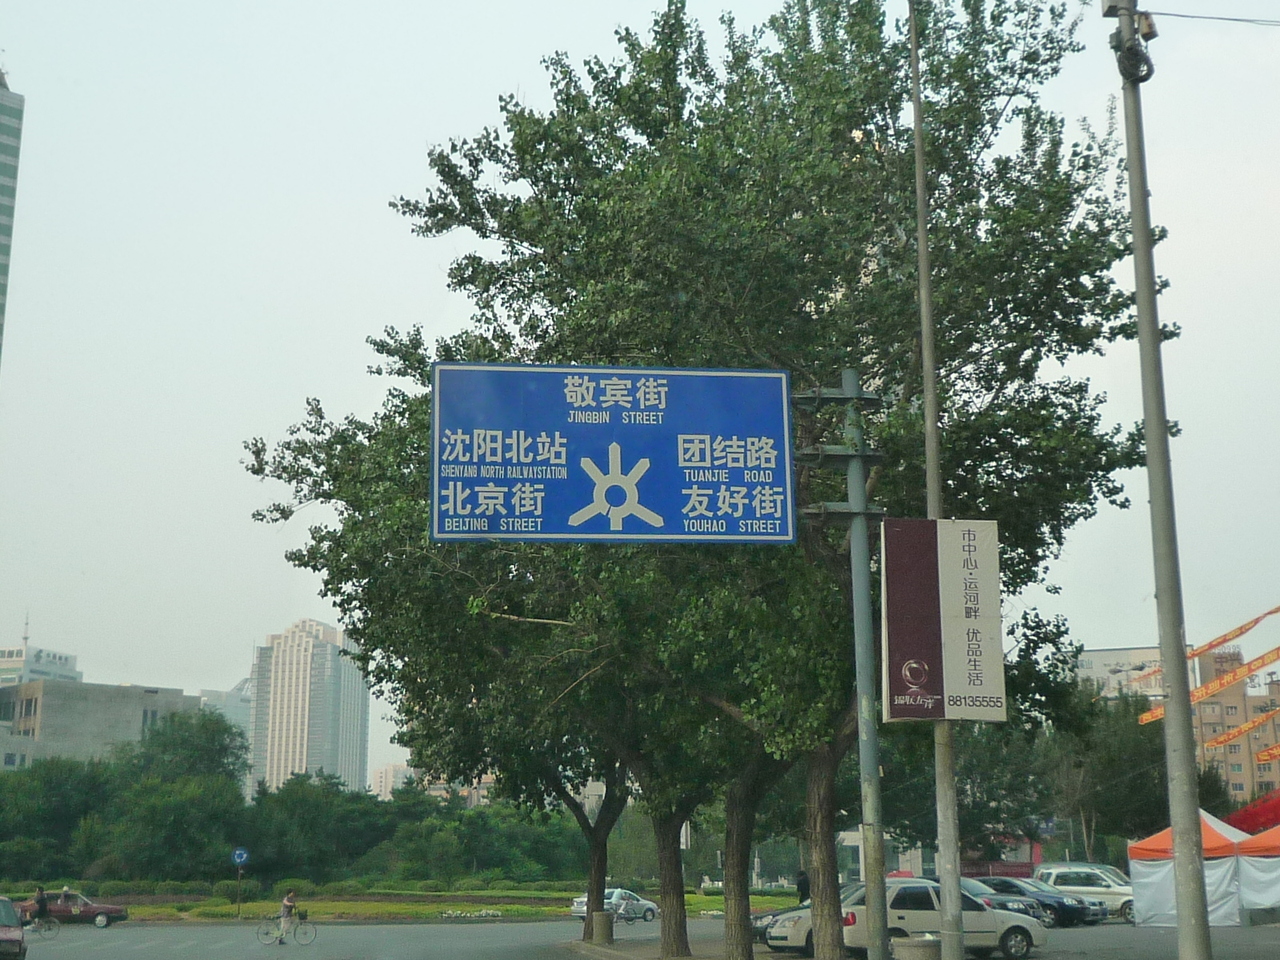 敬宾街
JINGBIN STREET
沈阳北站
SHENYANG NORTH RAILWAYSTATION
北京街
BEIJING STREET
团结路
TUANJIE ROAD
友好街
YOUHAO STREET
市中心·运河畔 优品生活
88135555